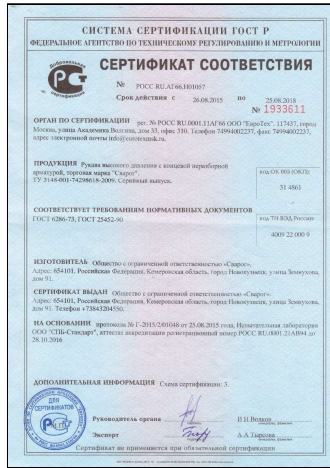 СИСТЕМА СЕРТИФИКАЦИИ ГОСТ Р
ФЕДЕРАЛЬНОЕ АГЕНТСТВО ПО ТЕХНИЧЕСКОМУ РЕГУЛИРОВАНИЮ И МЕТРОЛОГИИ
СЕРТИФИКАТ СООТВЕТСТВИЯ
№ РОСС RU.АГ66.Н01057
Срок действия с 26.08.2015 по 25.08.2018
№ 1933611
ОРГАН ПО СЕРТИФИКАЦИИ рег. № РОСС RU.0001.11АГ66 ООО "ЕвроТех". 117437, город
Москва, улица Академика Волгина, дом 33, офис 310. Телефон 74994002237, факс 74994002237,
адрес электронной почты
ПРОДУКЦИЯ Рукава высокого давления с концевой неразборной
арматурой, торговая марка "Сварог".
ТУ 3148-001-74298618-2009. Серийный выпуск.
код ОК 005 (ОКП):
31 4861
СООТВЕТСТВУЕТ ТРЕБОВАНИЯМ НОРМАТИВНЫХ ДОКУМЕНТОВ
ГОСТ 6286-73, ГОСТ 25452-90
код ТН ВЭД России:
4009 22 000 9
ИЗГОТОВИТЕЛЬ Общество с ограниченной ответственностью «Сварог».
Адрес: 654101, Российская Федерация, Кемеровская область, город Новокузнецк, улица Земнухова,
дом 91.
СЕРТИФИКАТ ВЫДАН Общество с ограниченной ответственностью «Сварог».
Адрес: 654101, Российская Федерация, Кемеровская область, город Новокузнецк, улица Земнухова,
дом 91. Телефон +73843204550.
НА ОСНОВАНИИ протокола № Г-2015/2/01048 от 25.08.2015 года, Испытательная лаборатория
ООО "СПБ-Стандарт", аттестат аккредитации регистрационный номер РОСС RU.0001.21АВ94 до
28.10.2016
ДОПОЛНИТЕЛЬНАЯ ИНФОРМАЦИЯ Схема сертификации: 3.
ДЛЯ
СЕРТИФИКАТОВ
Руководитель органа В.Н.Волков
Эксперт А.А.Тырсова
Сертификат не применяется при обязательной сертификации